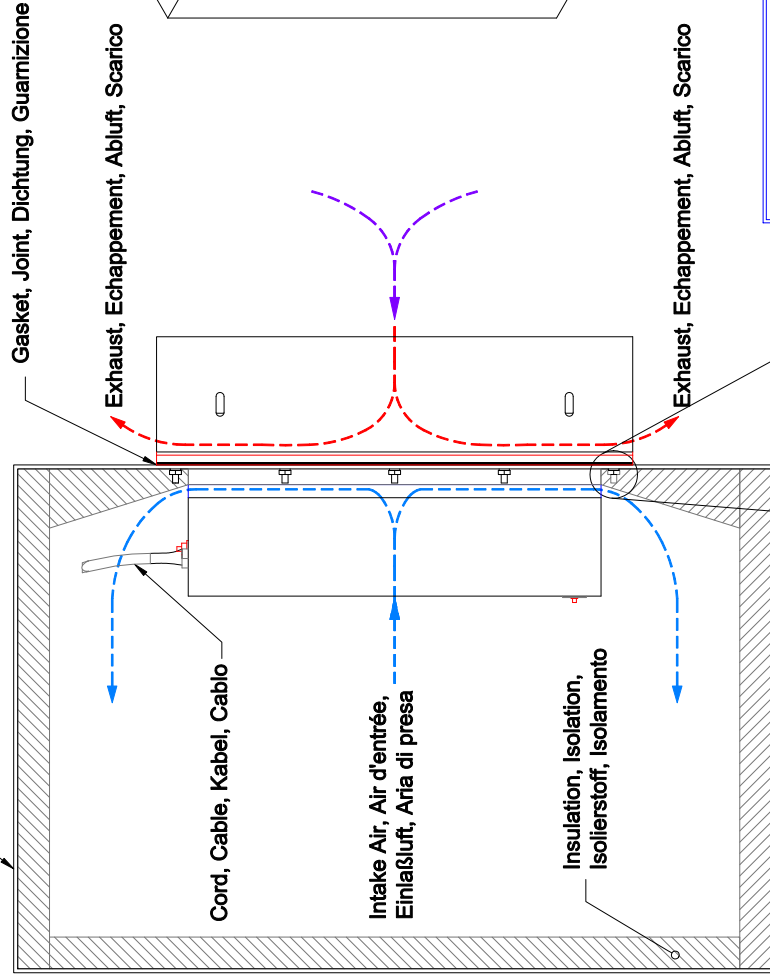 Gasket, Joint, Dichtung, Guarnizione
Exhaust, Echappement, Abluft, Scarico
Exhaust, Echappement, Abluft, Scarico
Cord, Cable, Kabel, Cablo
Intake Air, Air d'entrée,
Einlaßluft, Aria di presa
Insulation, Isolation,
Isolierstoff, Isolamento